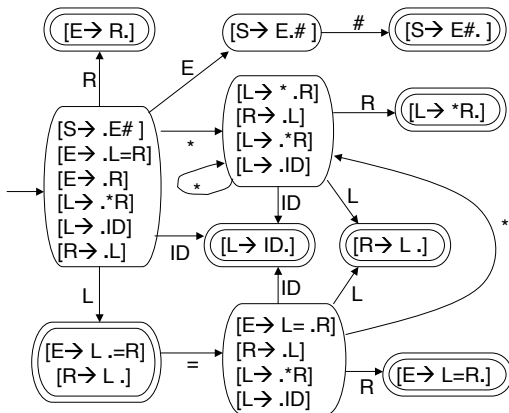 [E→ R.]
[S→ E.#]
#
[S→ E#. ]
R
E
[S→ .E# ]
[E→ .L=R]
[E→ .R]
[L→ .*R]
[L→ .ID]
[R→ .L]
*
[L→ * .R]
[R→ .L]
[L→ .*R]
[L→ .ID]
*
R
[L→ *R.]
ID
L
*
ID
[L→ ID.]
[R→ L .]
L
ID
L
[E→ L .=R]
[R→ L .]
=
[E→ L= .R]
[R→ .L]
[L→ .*R]
[L→ .ID]
R
[E→ L=R.]